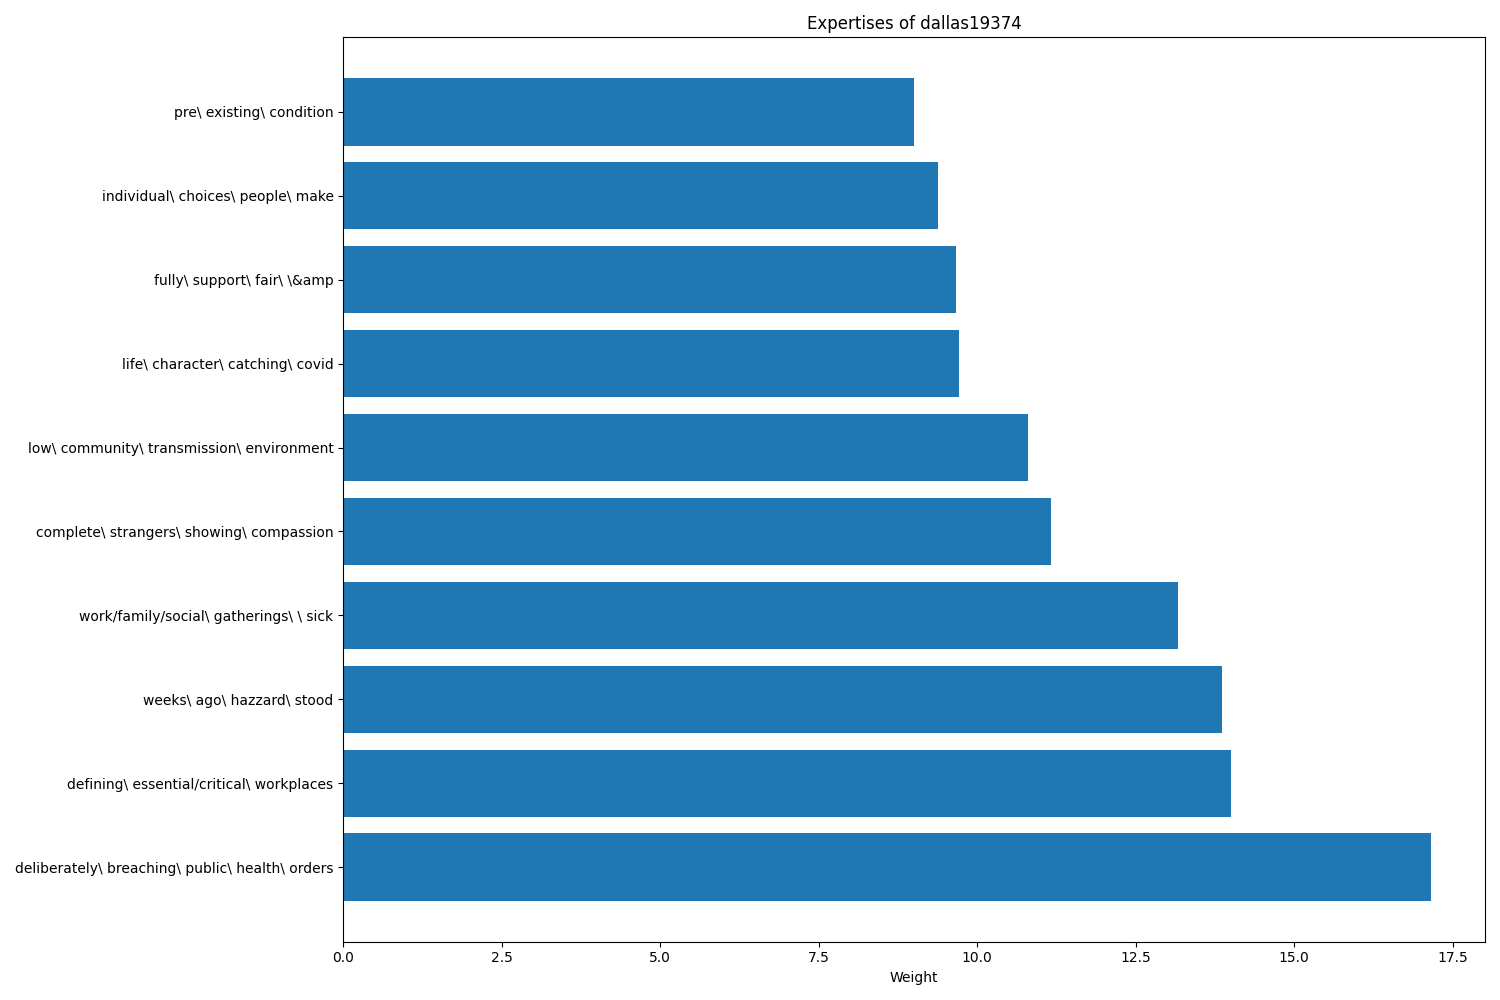 Expertises of dallas19374
pre\ existing\ condition
individual\ choices\ people\ make
fully\ support\ fair\ \&amp
life\ character\ catching\ covid
low\ community\ transmission\ environment
complete\ strangers\ showing\ compassion
work/family/social\ gatherings\ \ sick
weeks\ ago\ hazzard\ stood
defining\ essential/critical\ workplaces
deliberately\ breaching\ public\ health\ orders
0.0 2.5 5.0 7.5 10.0 12.5 15.0 17.5
Weight